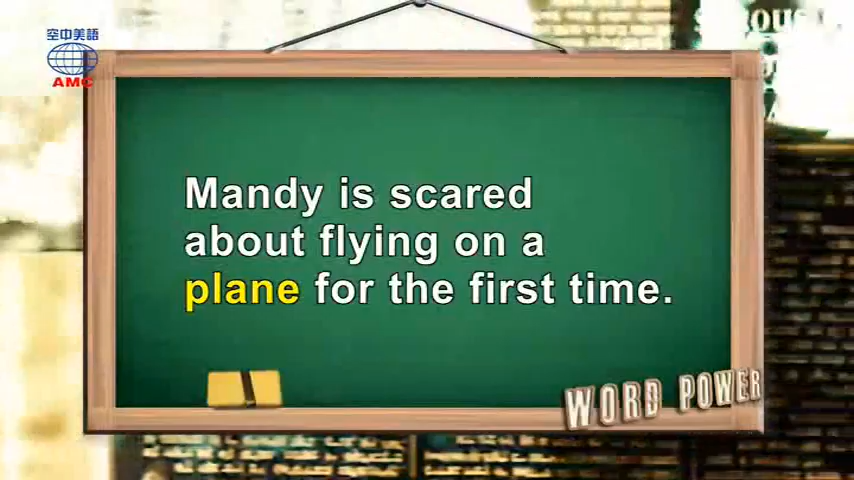 空中美語
AMC
Mandy is scared
about flying on a
plane for the first time.
WORD POWER